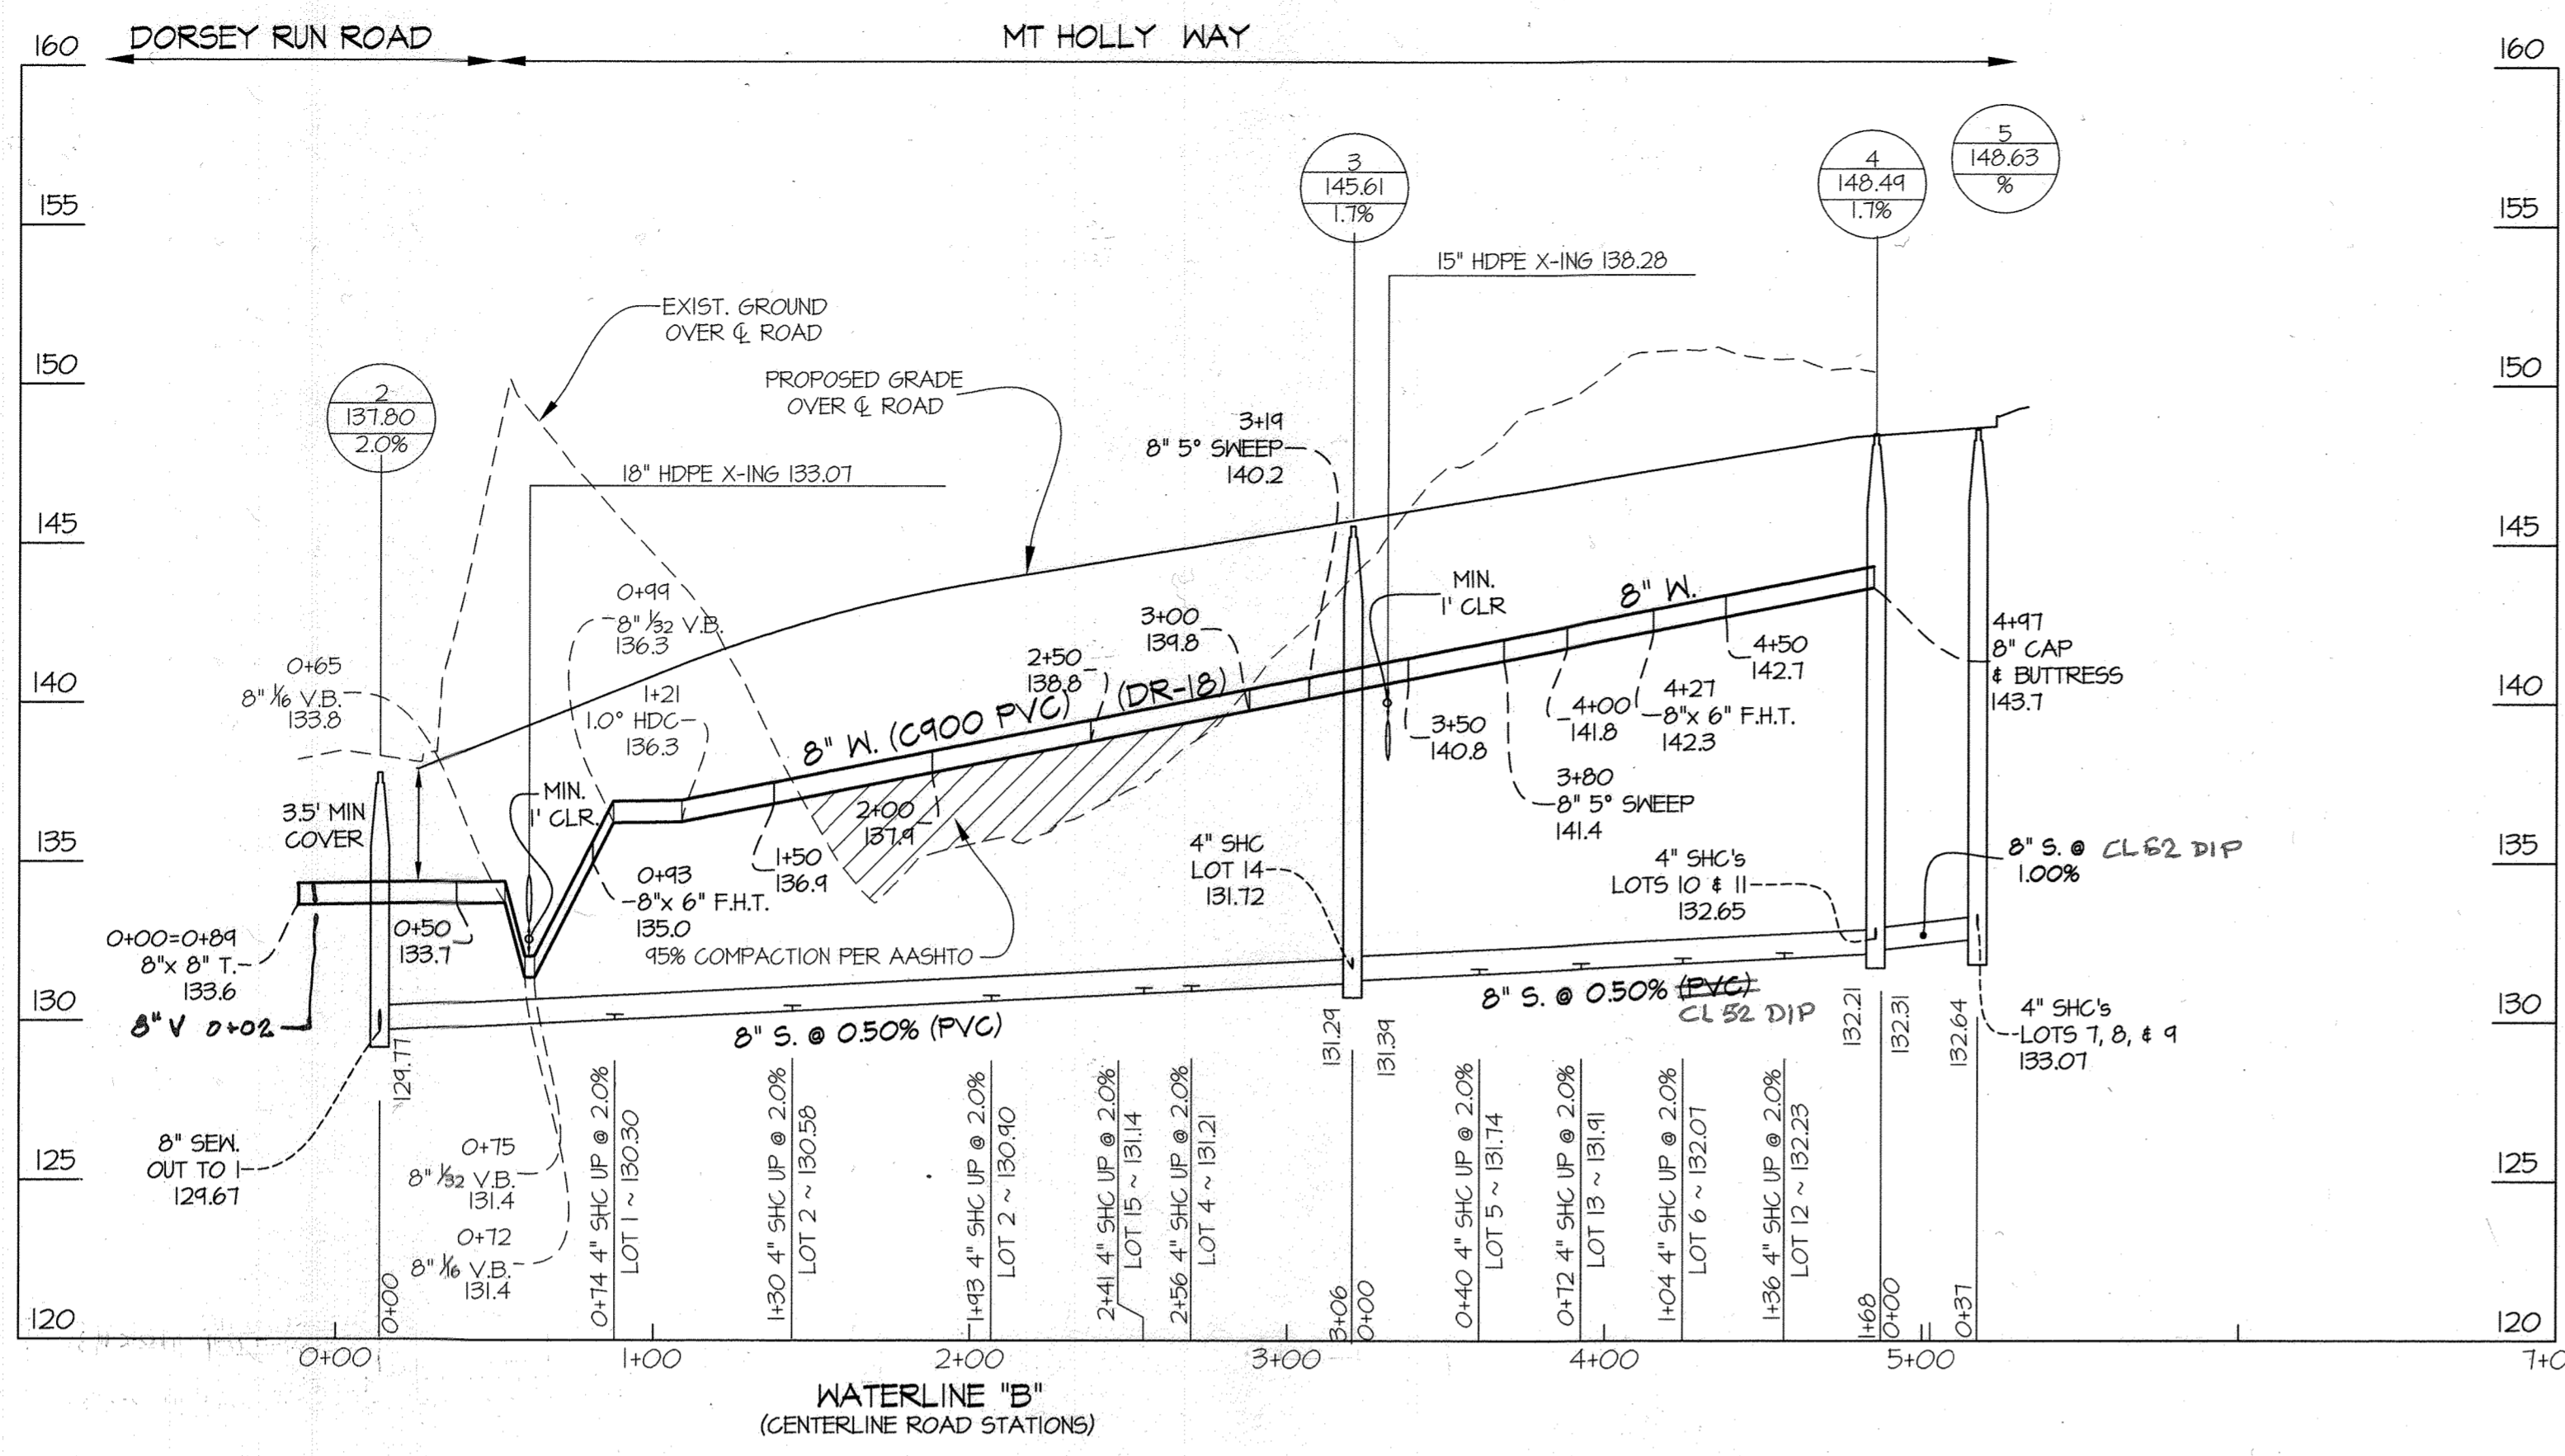 DORSEY RUN ROAD
MT HOLLY WAY
160
155
150
145
140
135
130
125
120
160
155
150
145
140
135
130
125
120
2
137.80
2.0%
3
145.61
1.7%
4
148.49
1.7%
5
148.63
%
15" HDPE X-ING 138.28
EXIST. GROUND
OVER ℄ ROAD
PROPOSED GRADE
OVER ℄ ROAD
18" HDPE X-ING 133.07
3+19
8" 5° SWEEP
140.2
0+99
8" 1/32 V.B.
136.3
0+65
8" 1/16 V.B.
133.8
1+21
1.0° HDC
136.3
2+50
138.8
3+00
139.8
MIN.
1' CLR
8" W.
8" W. (C900 PVC) (DR-18)
4+50
142.7
4+97
8" CAP
& BUTTRESS
143.7
4+27
8"x 6" F.H.T.
142.3
4+00
141.8
3+50
140.8
3+80
8" 5° SWEEP
141.4
3.5' MIN
COVER
MIN.
1' CLR.
2+00
137.9
1+50
136.9
0+93
8"x 6" F.H.T.
135.0
95% COMPACTION PER AASHTO
4" SHC
LOT 14
131.72
4" SHC's
LOTS 10 & 11
132.65
8" S. @ CL52 DIP
1.00%
0+00=0+89
8"x 8" T.
133.6
8" V 0+02
0+50
133.7
8" S. @ 0.50% (PVC)
8" S. @ 0.50% (PVC)
CL 52 DIP
4" SHC's
LOTS 7, 8, & 9
133.07
129.77
131.29
131.39
132.21
132.31
132.64
8" SEW.
OUT TO 1
129.67
0+75
8" 1/32 V.B.
131.4
0+72
8" 1/16 V.B.
131.4
0+00
0+74 4" SHC UP @ 2.0%
LOT 1 ~ 130.30
1+30 4" SHC UP @ 2.0%
LOT 2 ~ 130.58
1+93 4" SHC UP @ 2.0%
LOT 2 ~ 130.90
2+41 4" SHC UP @ 2.0%
LOT 15 ~ 131.14
2+56 4" SHC UP @ 2.0%
LOT 4 ~ 131.21
3+06
0+00
0+40 4" SHC UP @ 2.0%
LOT 5 ~ 131.74
0+72 4" SHC UP @ 2.0%
LOT 13 ~ 131.91
1+04 4" SHC UP @ 2.0%
LOT 6 ~ 132.07
1+36 4" SHC UP @ 2.0%
LOT 12 ~ 132.23
1+68
0+00
0+37
0+00
1+00
2+00
3+00
4+00
5+00
7+0
WATERLINE "B"
(CENTERLINE ROAD STATIONS)